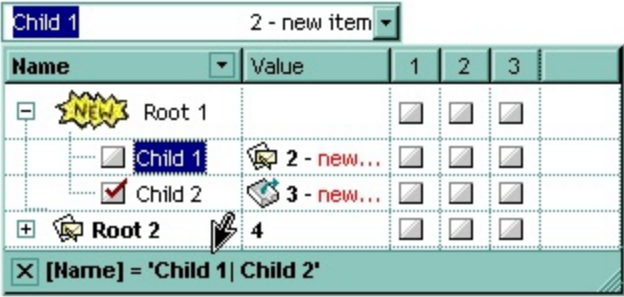 Child 1 2 - new item
Name Value 1 2 3
NEW Root 1
Child 1 2 - new...
Child 2 3 - new...
Root 2 4
[Name] = 'Child 1| Child 2'